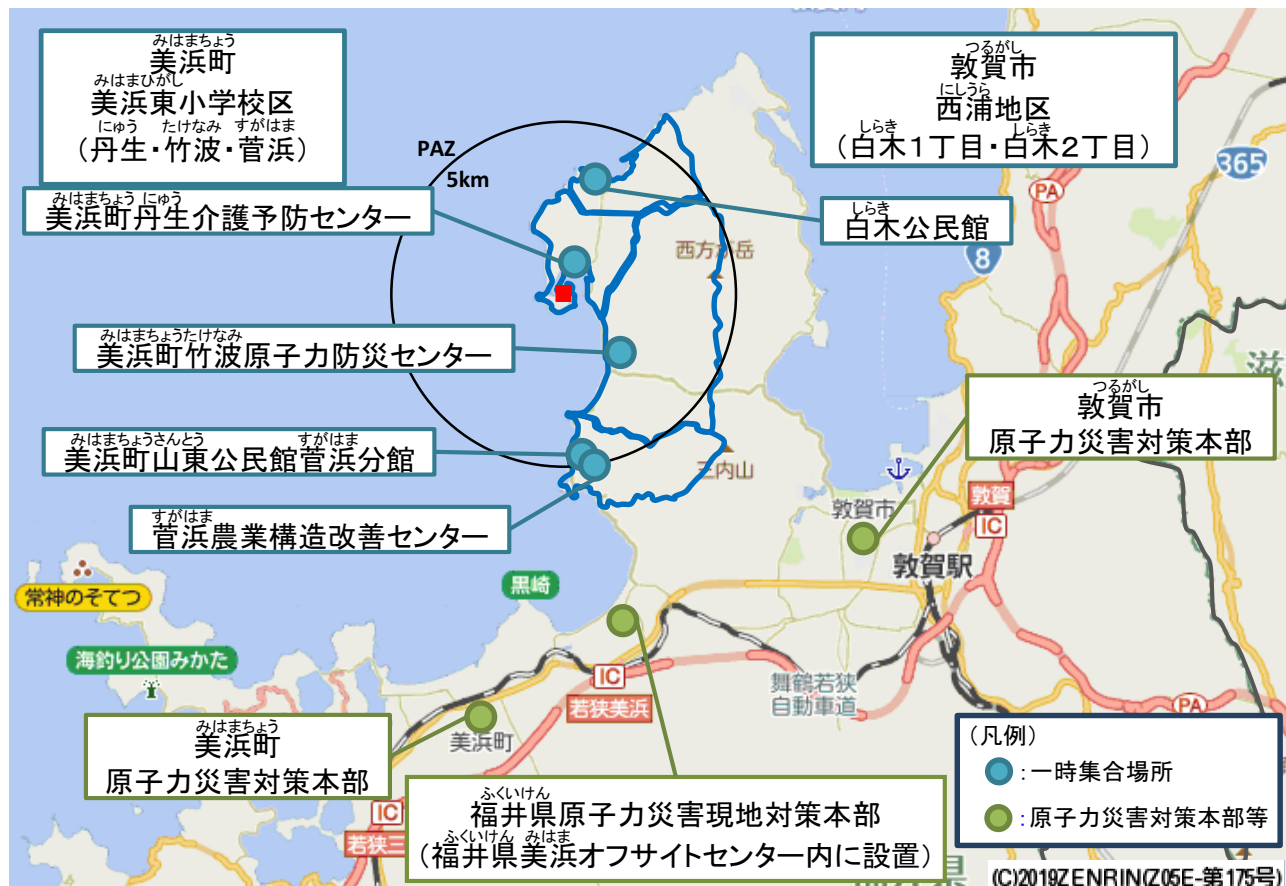 みはまちょう
美浜町
みはまひがし
美浜東小学校区
にゅう たけなみ すがはま
（丹生・竹波・菅浜）
つるがし
敦賀市
にしうら
西浦地区
しらき しらき
（白木１丁目・白木２丁目）
PAZ
5km
365
PA
みはまちょう にゅう
美浜町丹生介護予防センター
しらき
白木公民館
西方が岳
8
みはまちょうたけなみ
美浜町竹波原子力防災センター
滋
つるがし
敦賀市
原子力災害対策本部
みはまちょうさんとう すがはま
美浜町山東公民館菅浜分館
三内山
敦賀市
敦賀
IC
すがはま
菅浜農業構造改善センター
敦賀駅
常神のそてつ
黒崎
海釣り公園みかた
IC
若狭美浜
舞鶴若狭
自動車道
PA
みはまちょう
美浜町
原子力災害対策本部
美浜町
（凡例）
：一時集合場所
：原子力災害対策本部等
ふくいけん
福井県原子力災害現地対策本部
ふくいけん みはま
（福井県美浜オフサイトセンター内に設置）
IC
若狭三
県
(C)2019ZENRIN(Z05E-第175号)